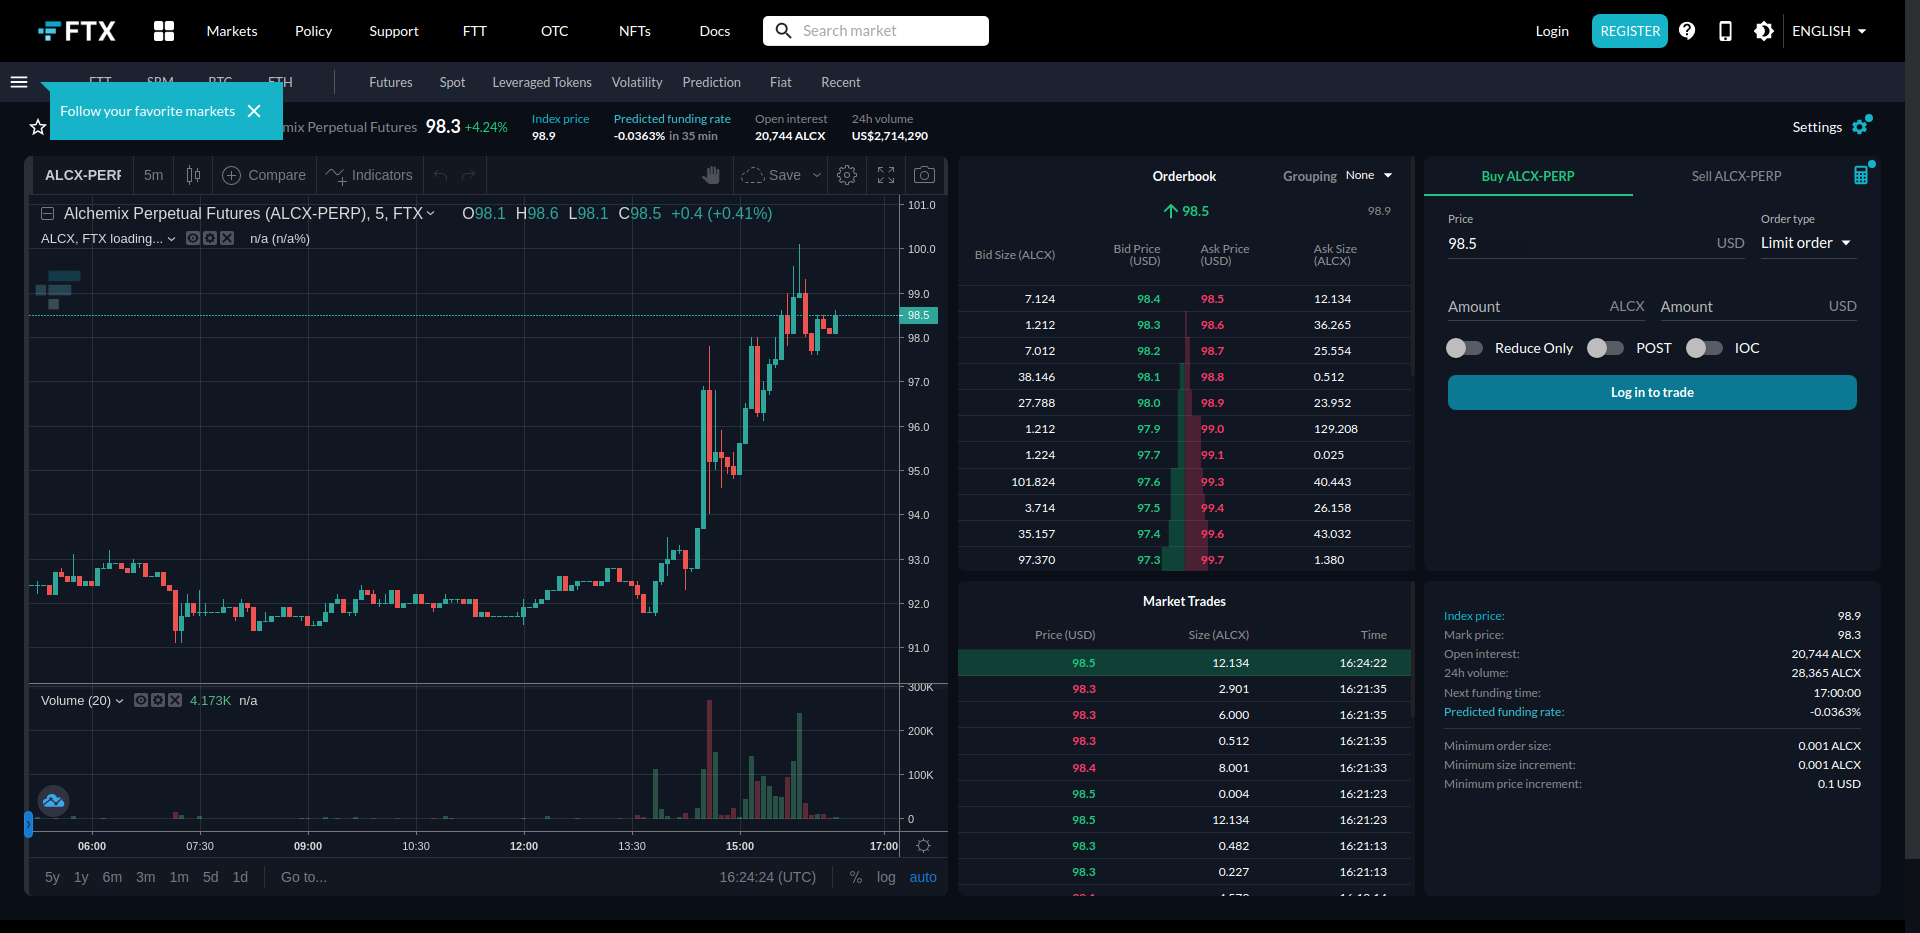 FTX
Markets
Policy
Support
FTT
OTC
NFTs
Docs
Search market
Login
REGISTER
ENGLISH
Futures
Spot
Leveraged Tokens
Volatility
Prediction
Fiat
Recent
Follow your favorite markets
Perpetual Futures
98.3 +4.24%
Index price
98.9
Predicted funding rate
-0.0363% in 35 min
Open interest
20,744 ALCX
24h volume
US$2,714,290
Settings
5m
Compare
Indicators
Save
Alchemix Perpetual Futures (ALCX-PERP), 5, FTX
O98.1 H98.6 L98.1 C98.5 +0.4 (+0.41%)
ALCX, FTX loading...
n/a (n/a%)
101.0
100.0
99.0
98.5
98.0
97.0
96.0
95.0
94.0
93.0
92.0
91.0
Volume (20)
4.173K n/a
300K
200K
100K
0
06:00 07:30 09:00 10:30 12:00 13:30 15:00 17:00
5y 1y 6m 3m 1m 5d 1d Go to...
16:24:24 (UTC) % log auto
Orderbook
Grouping None
98.5
98.9
Bid Size (ALCX) Bid Price (USD) Ask Price (USD) Ask Size (ALCX)
7.124 98.4 98.5 12.134
1.212 98.3 98.6 36.265
7.012 98.2 98.7 25.554
38.146 98.1 98.8 0.512
27.788 98.0 98.9 23.952
1.212 97.9 99.0 129.208
1.224 97.7 99.1 0.025
101.824 97.6 99.3 40.443
3.714 97.5 99.4 26.158
35.157 97.4 99.6 43.032
97.370 97.3 99.7 1.380
Market Trades
Price (USD) Size (ALCX) Time
98.5 12.134 16:24:22
98.3 2.901 16:21:35
98.3 6.000 16:21:35
98.3 0.512 16:21:35
98.4 8.001 16:21:33
98.5 0.004 16:21:23
98.5 12.134 16:21:23
98.3 0.482 16:21:13
98.3 0.227 16:21:13
Buy ALCX-PERP
Sell ALCX-PERP
Price
98.5 USD
Order type
Limit order
Amount ALCX
Amount USD
Reduce Only
POST
IOC
Log in to trade
Index price: 98.9
Mark price: 98.3
Open interest: 20,744 ALCX
24h volume: 28,365 ALCX
Next funding time: 17:00:00
Predicted funding rate: -0.0363%
Minimum order size: 0.001 ALCX
Minimum size increment: 0.001 ALCX
Minimum price increment: 0.1 USD